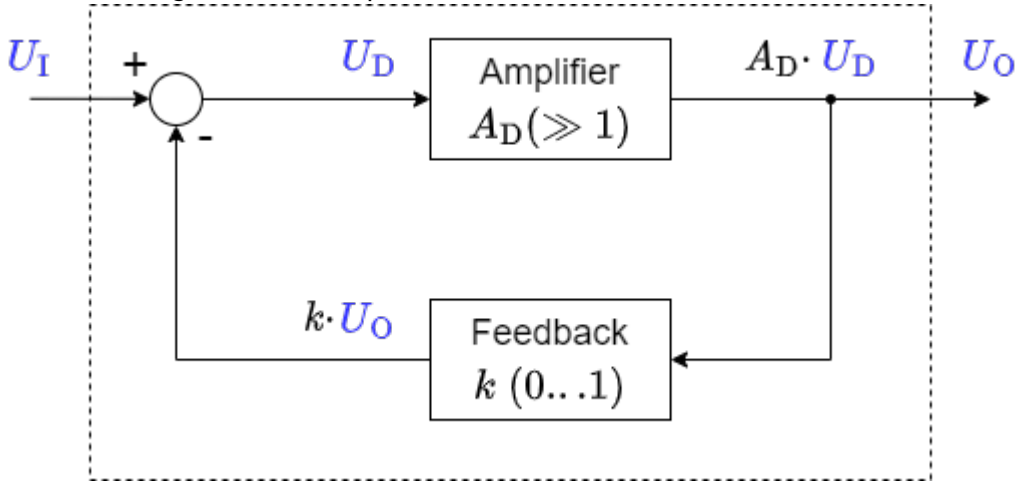 U_I
+
-
U_D
Amplifier
A_D(≫ 1)
A_D· U_D
U_O
k·U_O
Feedback
k (0. . .1)